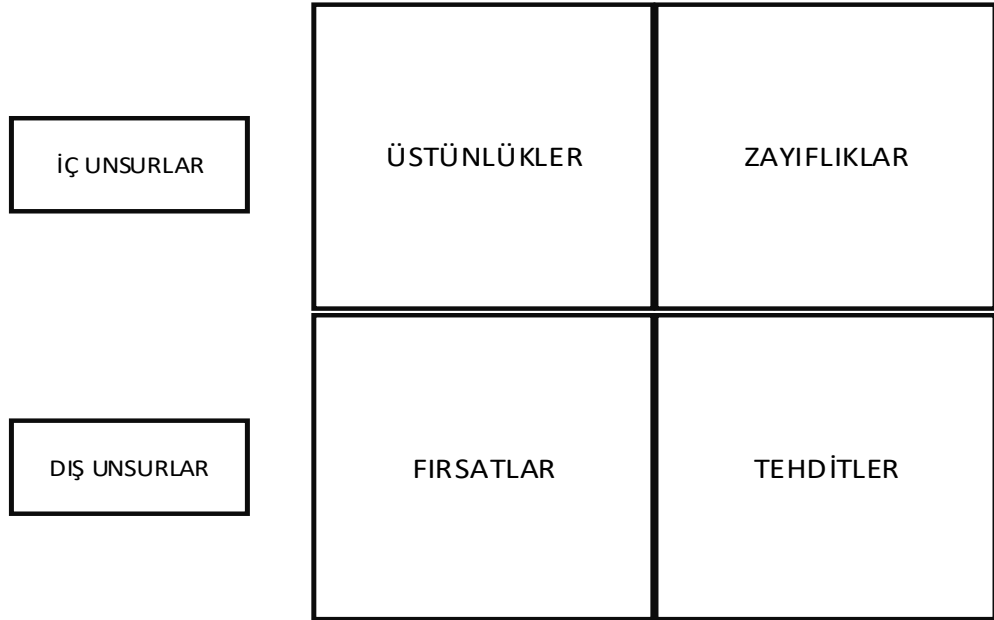 İÇ UNSURLAR
ÜSTÜNLÜKLER
ZAYIFLIKLAR
DIŞ UNSURLAR
FIRSATLAR
TEHDİTLER